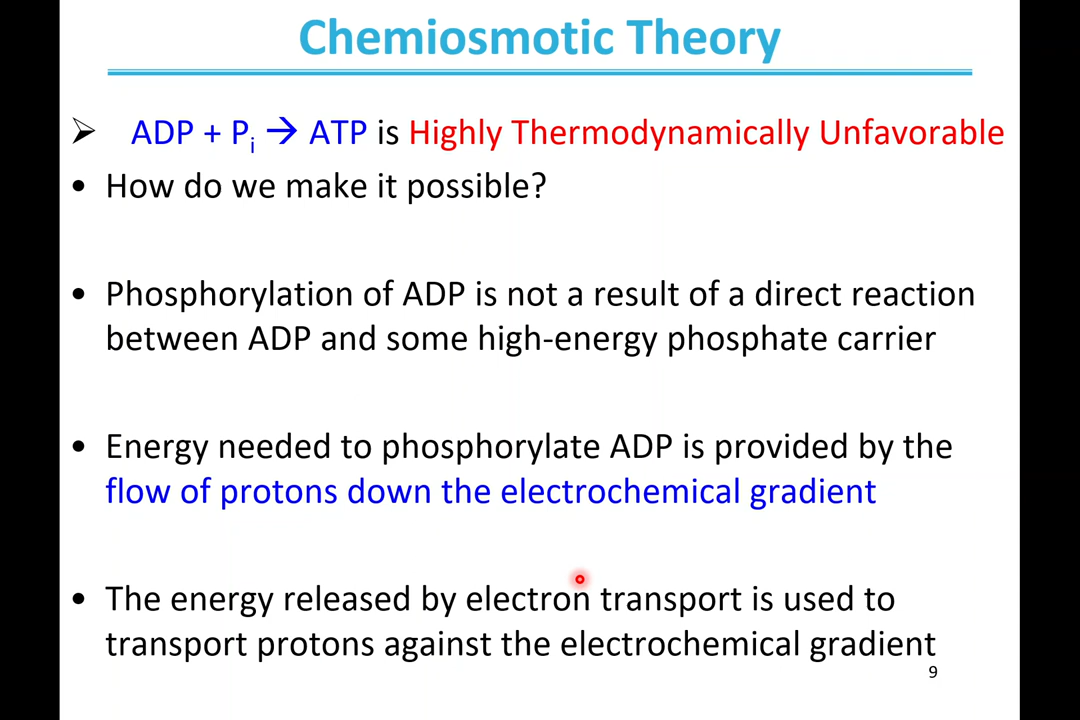 Chemiosmotic Theory
➢ ADP + Pi → ATP is Highly Thermodynamically Unfavorable
• How do we make it possible?
• Phosphorylation of ADP is not a result of a direct reaction
between ADP and some high-energy phosphate carrier
• Energy needed to phosphorylate ADP is provided by the
flow of protons down the electrochemical gradient
• The energy released by electron transport is used to
transport protons against the electrochemical gradient
9